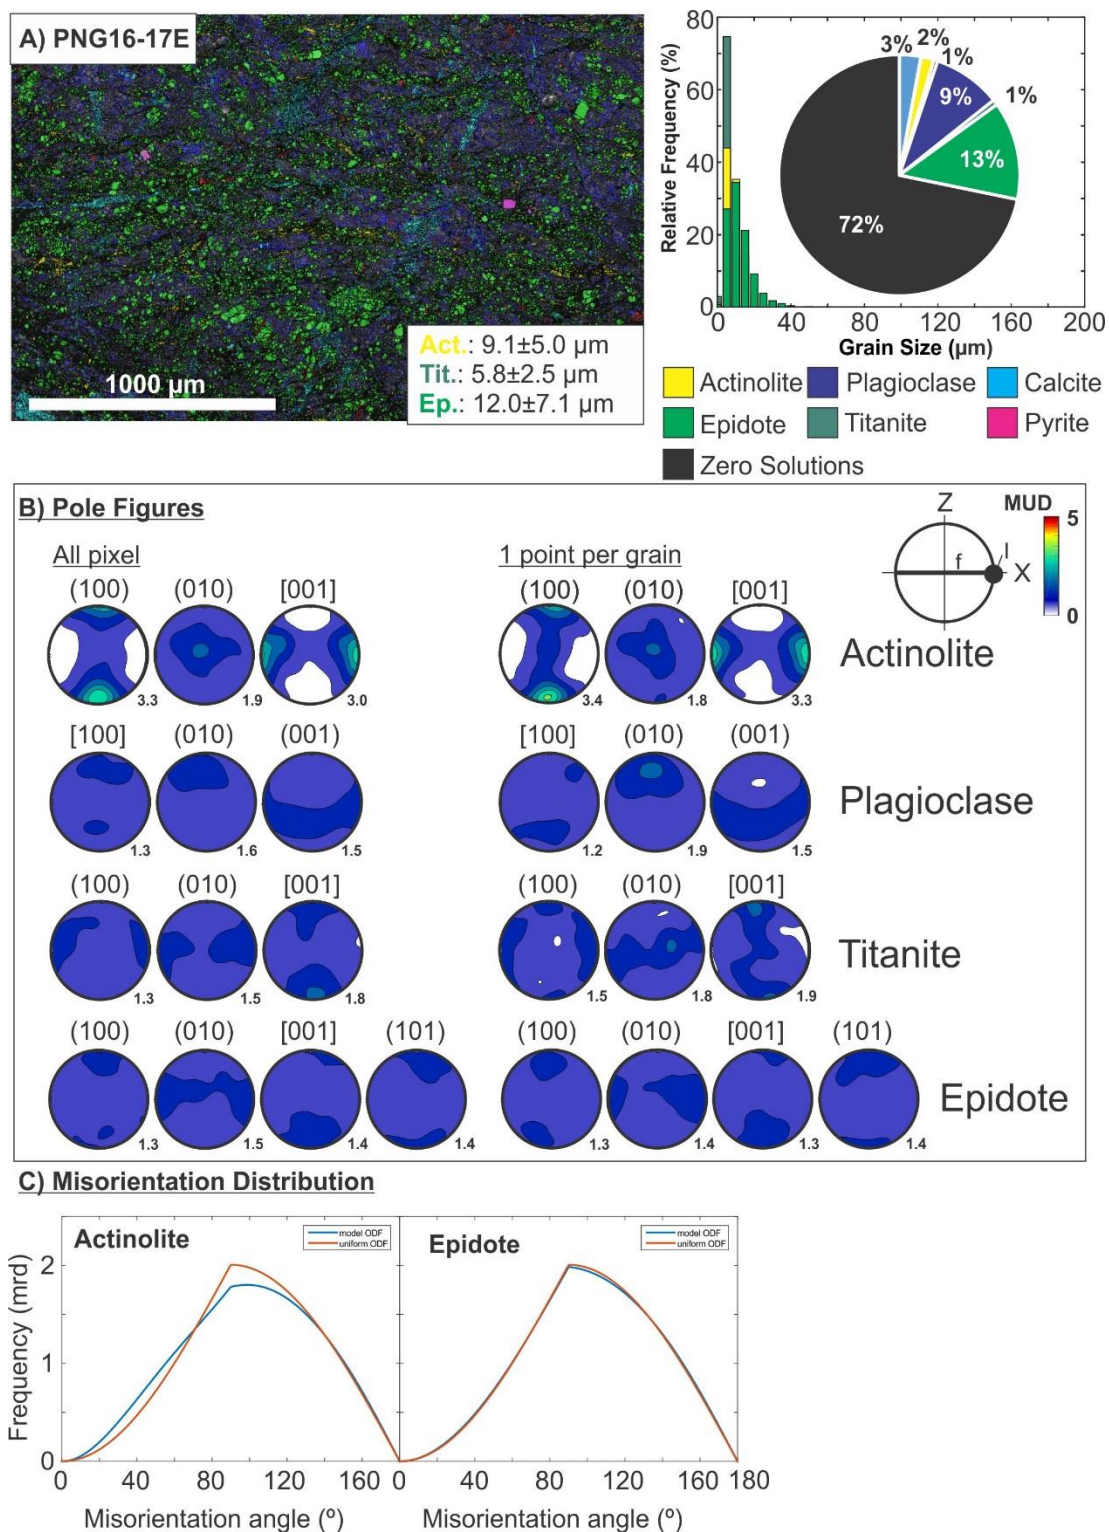 A) PNG16-17E
Act.: 9.1±5.0 µm
Tit.: 5.8±2.5 µm
Ep.: 12.0±7.1 µm
1000 µm
Relative Frequency (%)
80
60
40
20
0
0 40 80 120 160 200
Grain Size (µm)
3%
2%
1%
9%
1%
13%
72%
Actinolite Plagioclase Calcite
Epidote Titanite Pyrite
Zero Solutions
B) Pole Figures
Z
f
l
X
MUD
5
0
All pixel
1 point per grain
(100) (010) [001] (100) (010) [001]
Actinolite
3.3 1.9 3.0 3.4 1.8 3.3
[100] (010) (001) [100] (010) (001)
Plagioclase
1.3 1.6 1.5 1.2 1.9 1.5
(100) (010) [001] (100) (010) [001]
Titanite
1.3 1.5 1.8 1.5 1.8 1.9
(100) (010) [001] (101) (100) (010) [001] (101)
Epidote
1.3 1.5 1.4 1.4 1.3 1.4 1.3 1.4
C) Misorientation Distribution
Actinolite
model ODF
uniform ODF
Epidote
model ODF
uniform ODF
Frequency (mrd)
2
1
0
0 40 80 120 160 0 40 80 120 180
Misorientation angle (º) Misorientation angle (º)